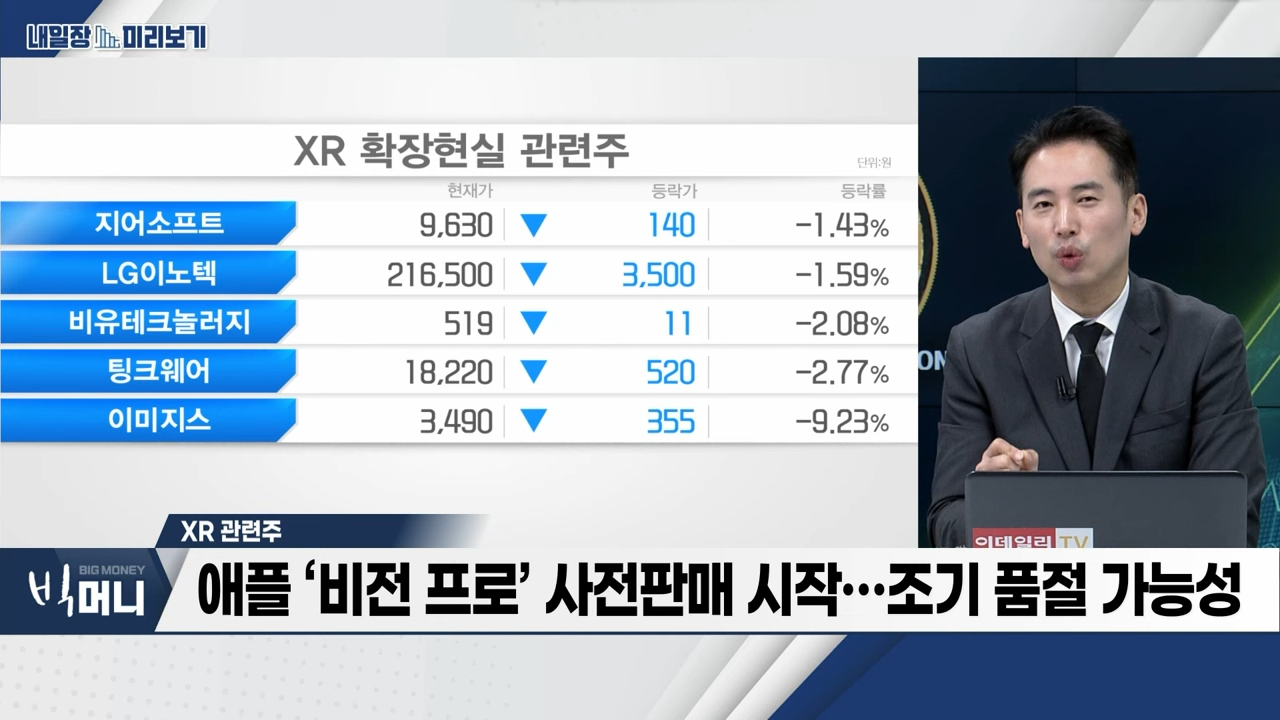 내일장 미리보기
XR 확장현실 관련주
단위:원
현재가 등락가 등락률
지어소프트 9,630 ▼ 140 -1.43%
LG이노텍 216,500 ▼ 3,500 -1.59%
비유테크놀러지 519 ▼ 11 -2.08%
팅크웨어 18,220 ▼ 520 -2.77%
이미지스 3,490 ▼ 355 -9.23%
ON
이데일리 TV
XR 관련주
BIG MONEY
빅머니
애플 ‘비전 프로’ 사전판매 시작…조기 품절 가능성